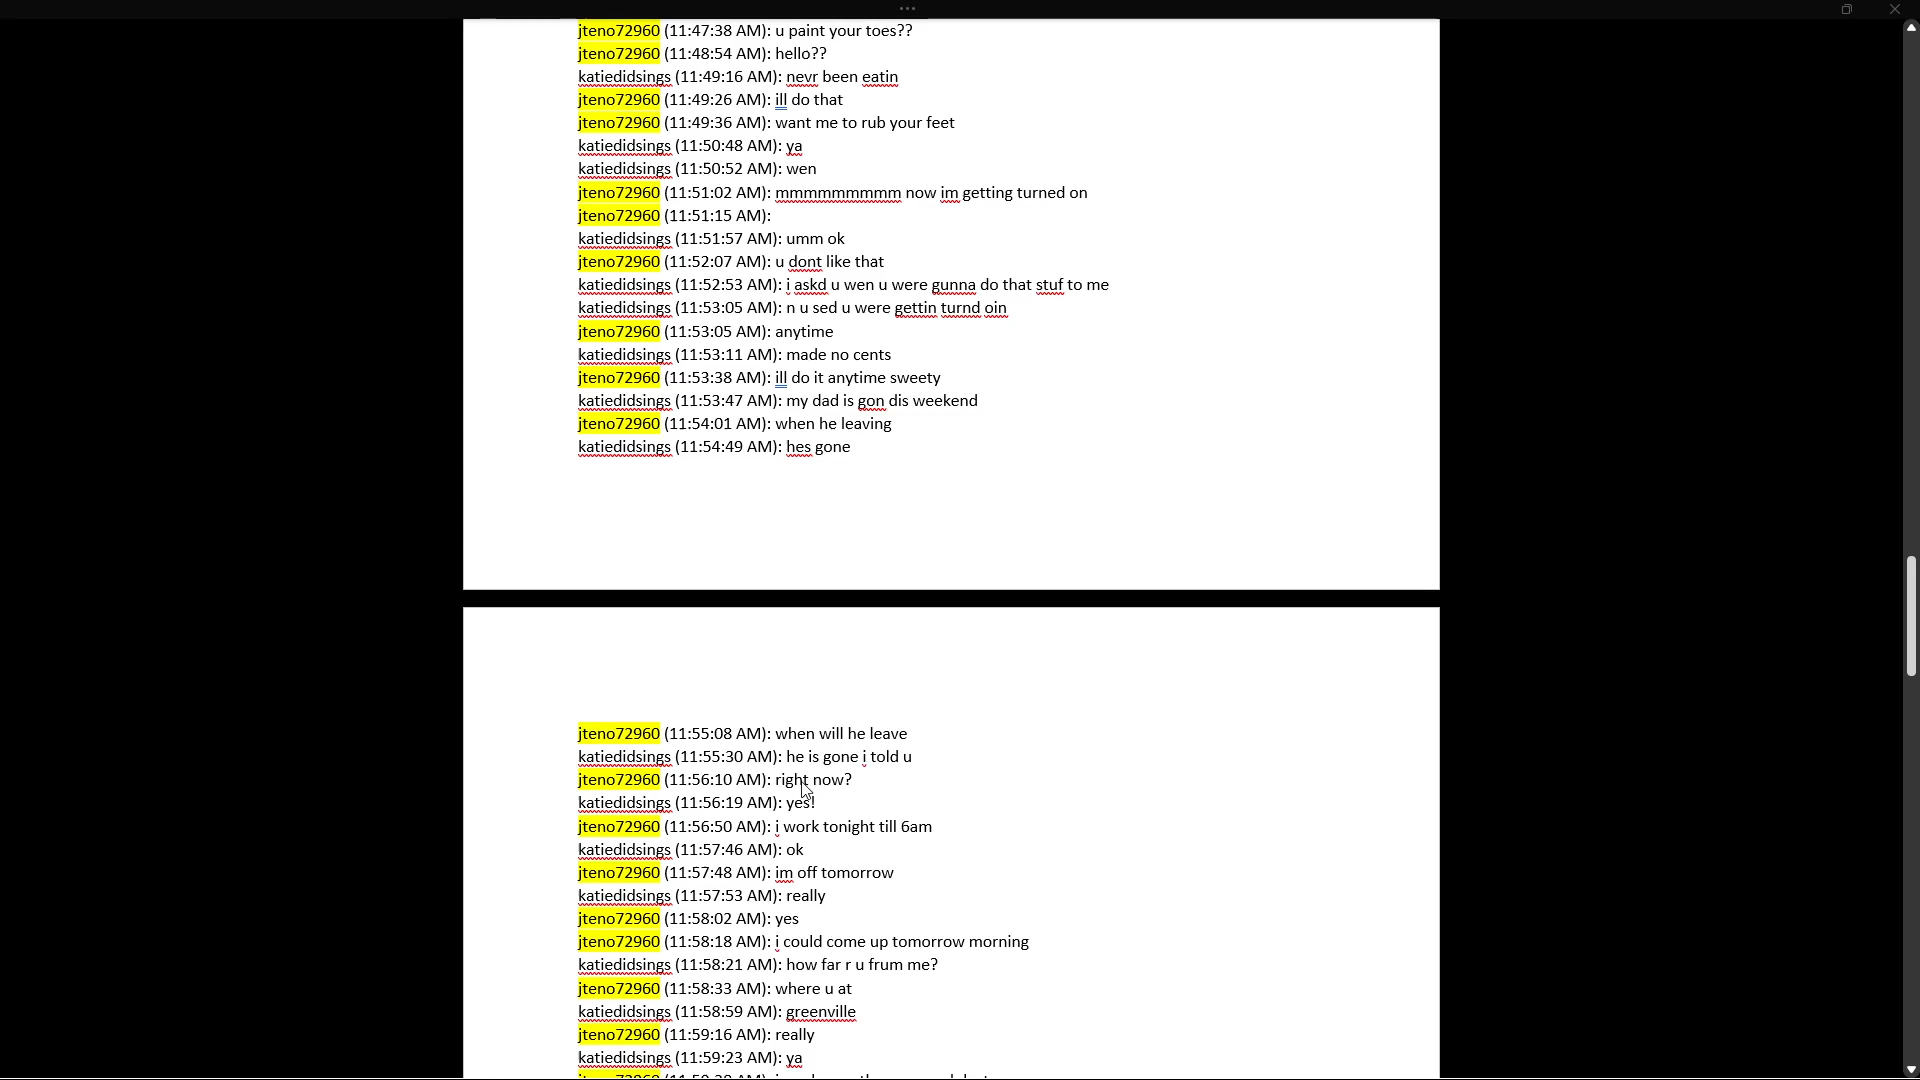 jteno72960 (11:47:38 AM): u paint your toes??
jteno72960 (11:48:54 AM): hello??
katiedidsings (11:49:16 AM): nevr been eatin
jteno72960 (11:49:26 AM): ill do that
jteno72960 (11:49:36 AM): want me to rub your feet
katiedidsings (11:50:48 AM): ya
katiedidsings (11:50:52 AM): wen
jteno72960 (11:51:02 AM): mmmmmmmmm now im getting turned on
jteno72960 (11:51:15 AM):
katiedidsings (11:51:57 AM): umm ok
jteno72960 (11:52:07 AM): u dont like that
katiedidsings (11:52:53 AM): i askd u wen u were gunna do that stuf to me
katiedidsings (11:53:05 AM): n u sed u were gettin turnd oin
jteno72960 (11:53:05 AM): anytime
katiedidsings (11:53:11 AM): made no cents
jteno72960 (11:53:38 AM): ill do it anytime sweety
katiedidsings (11:53:47 AM): my dad is gon dis weekend
jteno72960 (11:54:01 AM): when he leaving
katiedidsings (11:54:49 AM): hes gone
jteno72960 (11:55:08 AM): when will he leave
katiedidsings (11:55:30 AM): he is gone i told u
jteno72960 (11:56:10 AM): right now?
katiedidsings (11:56:19 AM): yes!
jteno72960 (11:56:50 AM): i work tonight till 6am
katiedidsings (11:57:46 AM): ok
jteno72960 (11:57:48 AM): im off tomorrow
katiedidsings (11:57:53 AM): really
jteno72960 (11:58:02 AM): yes
jteno72960 (11:58:18 AM): i could come up tomorrow morning
katiedidsings (11:58:21 AM): how far r u frum me?
jteno72960 (11:58:33 AM): where u at
katiedidsings (11:58:59 AM): greenville
jteno72960 (11:59:16 AM): really
katiedidsings (11:59:23 AM): ya